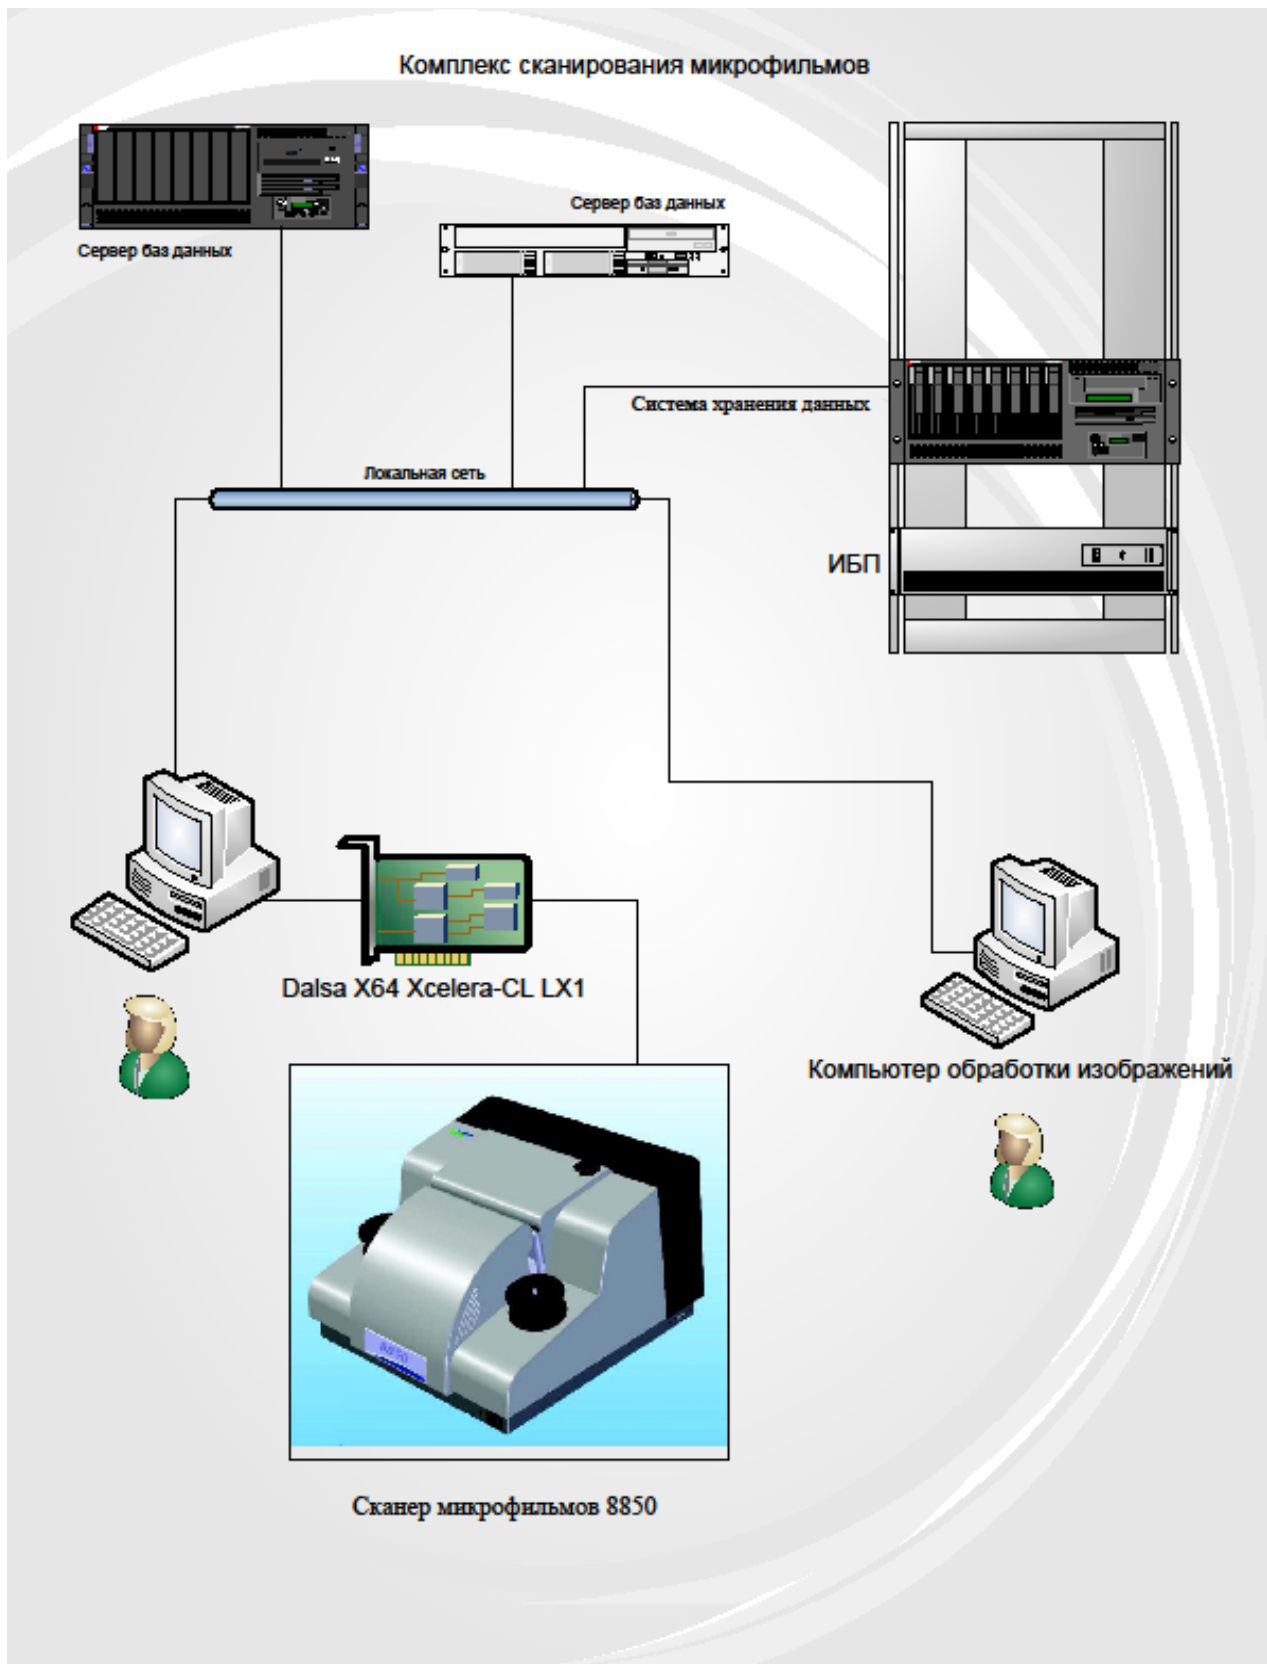 Комплекс сканирования микрофильмов
Сервер баз данных
Сервер баз данных
Система хранения данных
Локальная сеть
ИБП
Dalsa X64 Xcelera-CL LX1
Компьютер обработки изображений
8850
Сканер микрофильмов 8850